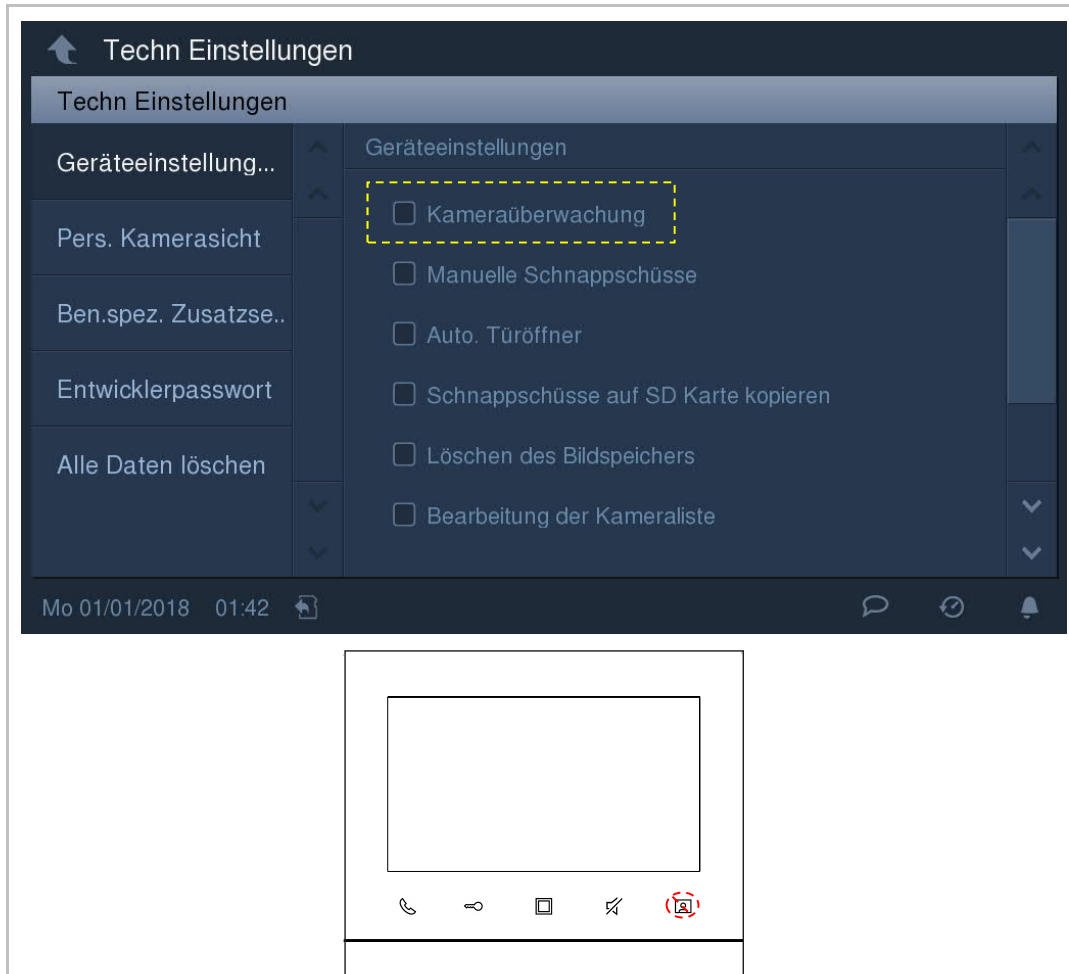 Techn Einstellungen
Techn Einstellungen
Geräteeinstellung...
Pers. Kamerasicht
Ben.spez. Zusatzse..
Entwicklerpasswort
Alle Daten löschen
Geräteeinstellungen
Kameraüberwachung
Manuelle Schnappschüsse
Auto. Türöffner
Schnappschüsse auf SD Karte kopieren
Löschen des Bildspeichers
Bearbeitung der Kameraliste
Mo 01/01/2018 01:42